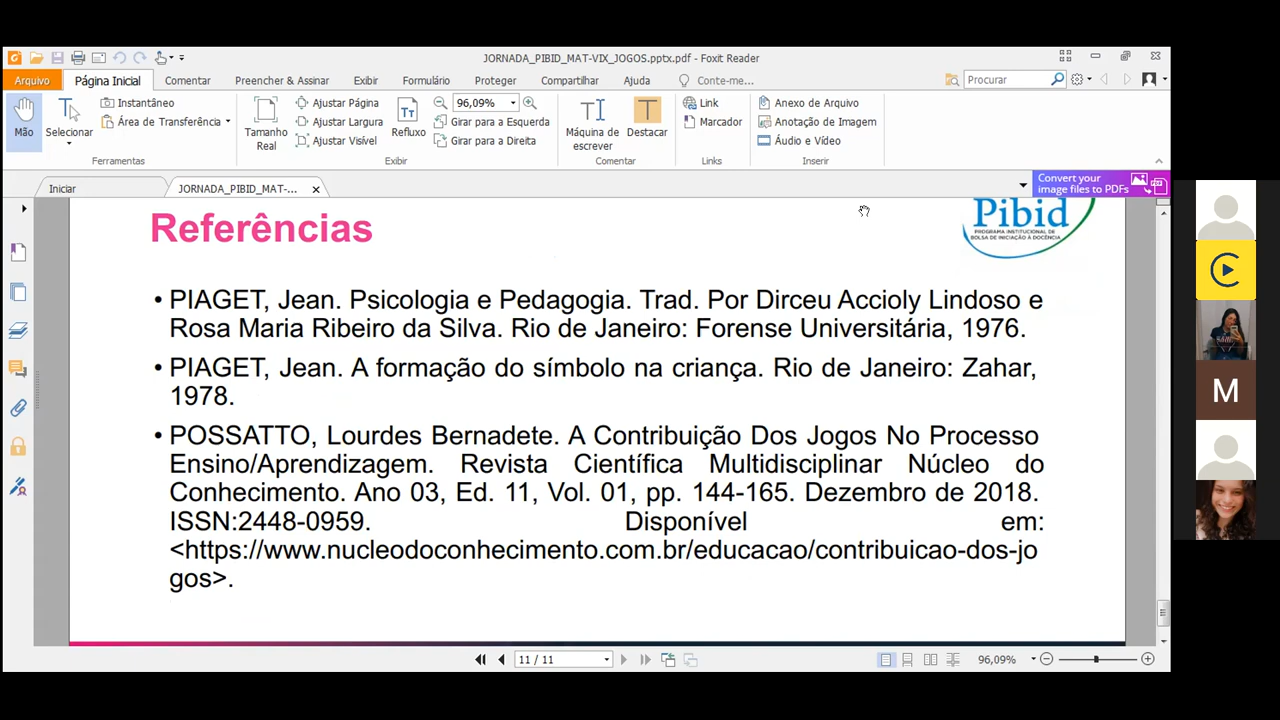 JORNADA_PIBID_MAT-VIX_JOGOS.pptx.pdf - Foxit Reader
Arquivo Página Inicial Comentar Preencher & Assinar Exibir Formulário Proteger Compartilhar Ajuda Conte-me... Procurar
Mão
Selecionar
Instantâneo
Área de Transferência
Ferramentas
Tamanho
Real
Ajustar Página
Ajustar Largura
Ajustar Visível
Refluxo
96,09%
Girar para a Esquerda
Girar para a Direita
Exibir
Máquina de
escrever
Destacar
Comentar
Link
Marcador
Links
Anexo de Arquivo
Anotação de Imagem
Áudio e Vídeo
Inserir
Iniciar JORNADA_PIBID_MAT-...
Convert your
image files to PDFs
Pibid
PROGRAMA INSTITUCIONAL DE
BOLSA DE INICIAÇÃO À DOCÊNCIA
Referências
• PIAGET, Jean. Psicologia e Pedagogia. Trad. Por Dirceu Accioly Lindoso e
Rosa Maria Ribeiro da Silva. Rio de Janeiro: Forense Universitária, 1976.
• PIAGET, Jean. A formação do símbolo na criança. Rio de Janeiro: Zahar,
1978.
• POSSATTO, Lourdes Bernadete. A Contribuição Dos Jogos No Processo
Ensino/Aprendizagem. Revista Científica Multidisciplinar Núcleo do
Conhecimento. Ano 03, Ed. 11, Vol. 01, pp. 144-165. Dezembro de 2018.
ISSN:2448-0959. Disponível em:
<https://www.nucleodoconhecimento.com.br/educacao/contribuicao-dos-jo
gos>.
M
11 / 11
96,09%